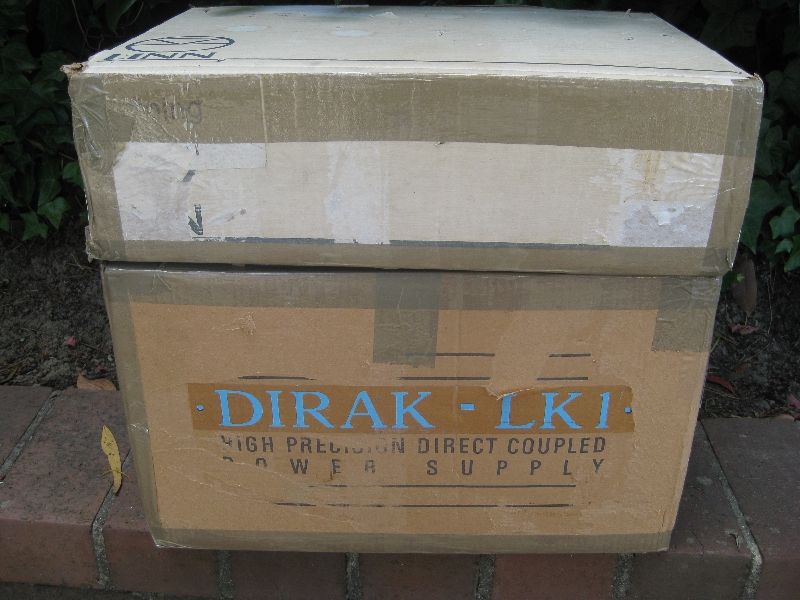 LINN
DIRAK - LK1
HIGH PRECISION DIRECT COUPLED
POWER SUPPLY